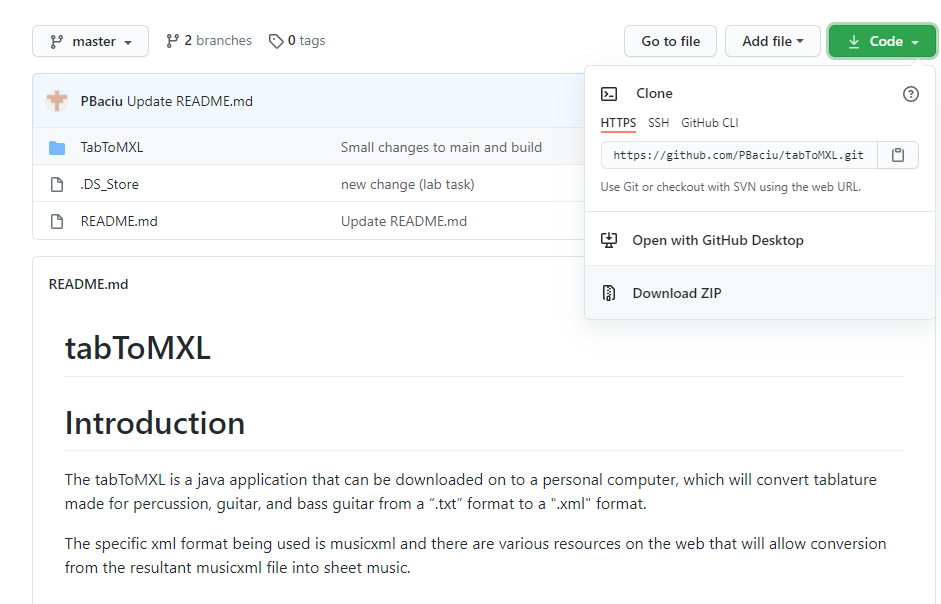 master
2 branches
0 tags
Go to file
Add file
Code
PBaciu Update README.md
TabToMXL
Small changes to main and build
.DS_Store
new change (lab task)
README.md
Update README.md
Clone
HTTPS SSH GitHub CLI
https://github.com/PBaciu/tabToMXL.git
Use Git or checkout with SVN using the web URL.
Open with GitHub Desktop
Download ZIP
README.md
tabToMXL
Introduction
The tabToMXL is a java application that can be downloaded on to a personal computer, which will convert tablature
made for percussion, guitar, and bass guitar from a “.txt” format to a ".xml" format.
The specific xml format being used is musicxml and there are various resources on the web that will allow conversion
from the resultant musicxml file into sheet music.